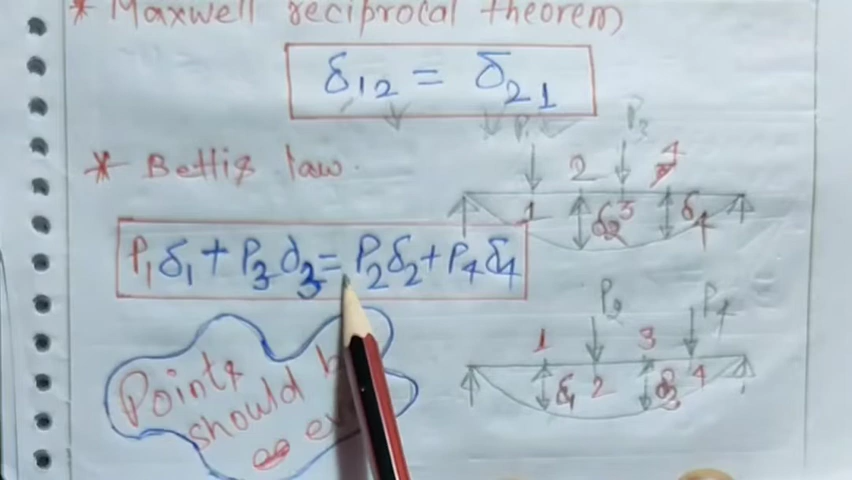 * Maxwell reciprocal theorem
δ12 = δ21
* Bettis law.
P1 P3
2 4
1 δ2 3 δ4
P1δ1 + P3δ3 = P2δ2 + P4δ4
P2 P4
1 3
δ1 2 δ3 4
Points
should